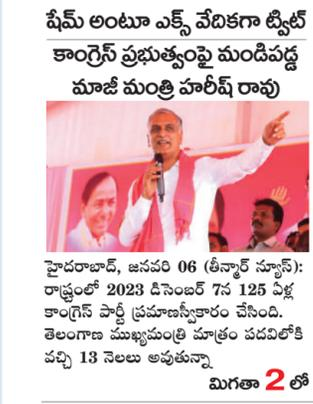 షేమ్ అంటూ ఎక్స్ వేదికగా ట్విట్
కాంగ్రెస్ ప్రభుత్వంపై మండిపడ్డ
మాజీ మంత్రి హరీష్ రావు
హైదరాబాద్, జనవరి 06 (తీన్మార్ న్యూస్):
రాష్ట్రంలో 2023 డిసెంబర్ 7న 125 ఏళ్ల
కాంగ్రెస్ పార్టీ ప్రమాణస్వీకారం చేసింది.
తెలంగాణ ముఖ్యమంత్రి మాత్రం పదవిలోకి
వచ్చి 13 నెలలు అవుతున్నా
మిగతా 2 లో